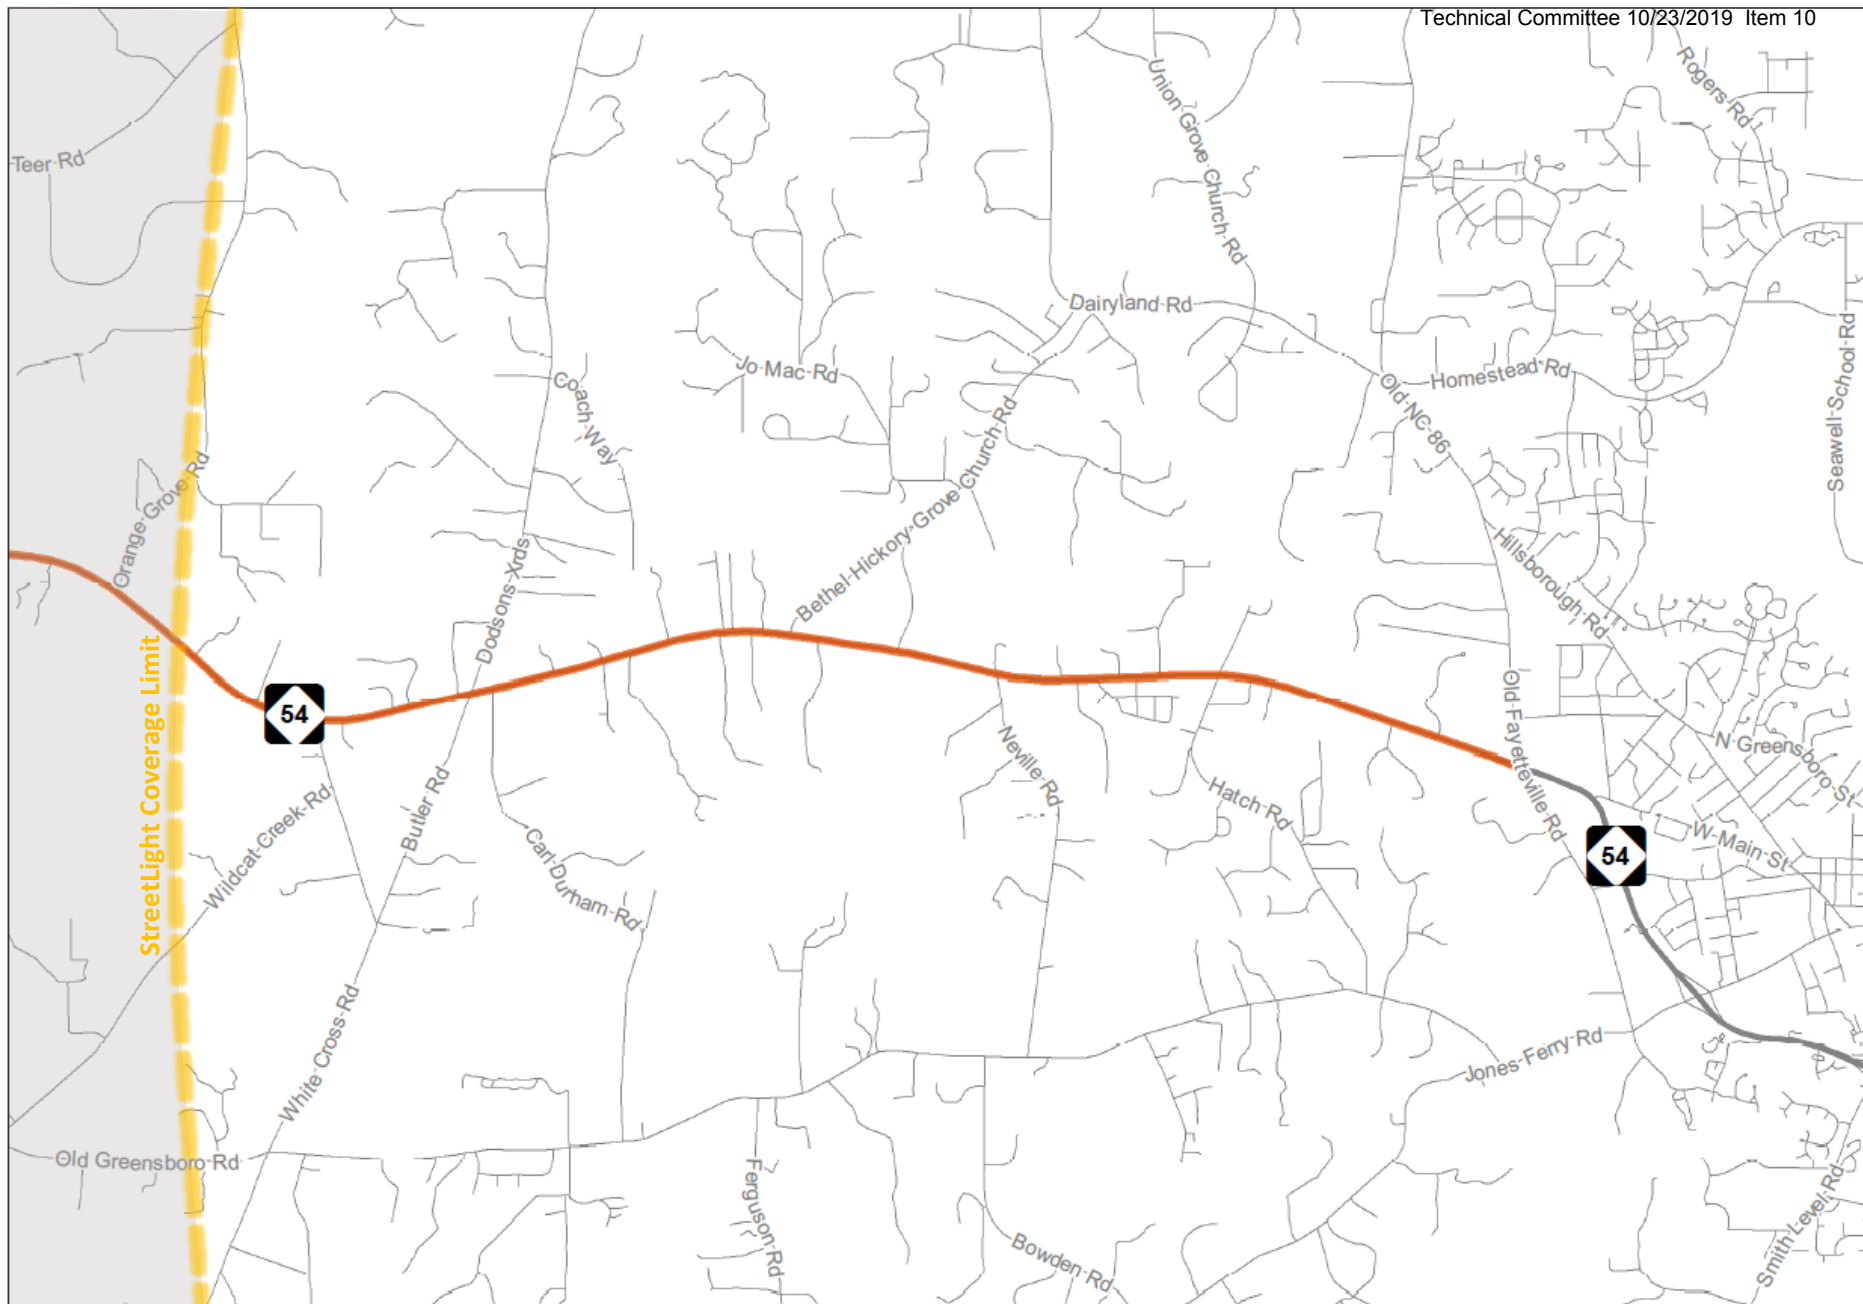 Technical Committee 10/23/2019 Item 10
Rogers Rd
Union Grove Church Rd
Teer Rd
Dairyland Rd
Seawell School Rd
Jo Mac Rd
Homestead Rd
Coach Way
Old NC 86
Orange Grove Rd
Bethel Hickory Grove Church Rd
Hillsborough Rd
Dodsons Xrds
StreetLight Coverage Limit
54
Old Fayetteville Rd
N Greensboro St
Neville Rd
Hatch Rd
Butler Rd
Wildcat Creek Rd
W Main St
54
Carl Durham Rd
White Cross Rd
Jones Ferry Rd
Old Greensboro Rd
Ferguson Rd
Bowden Rd
Smith Level Rd